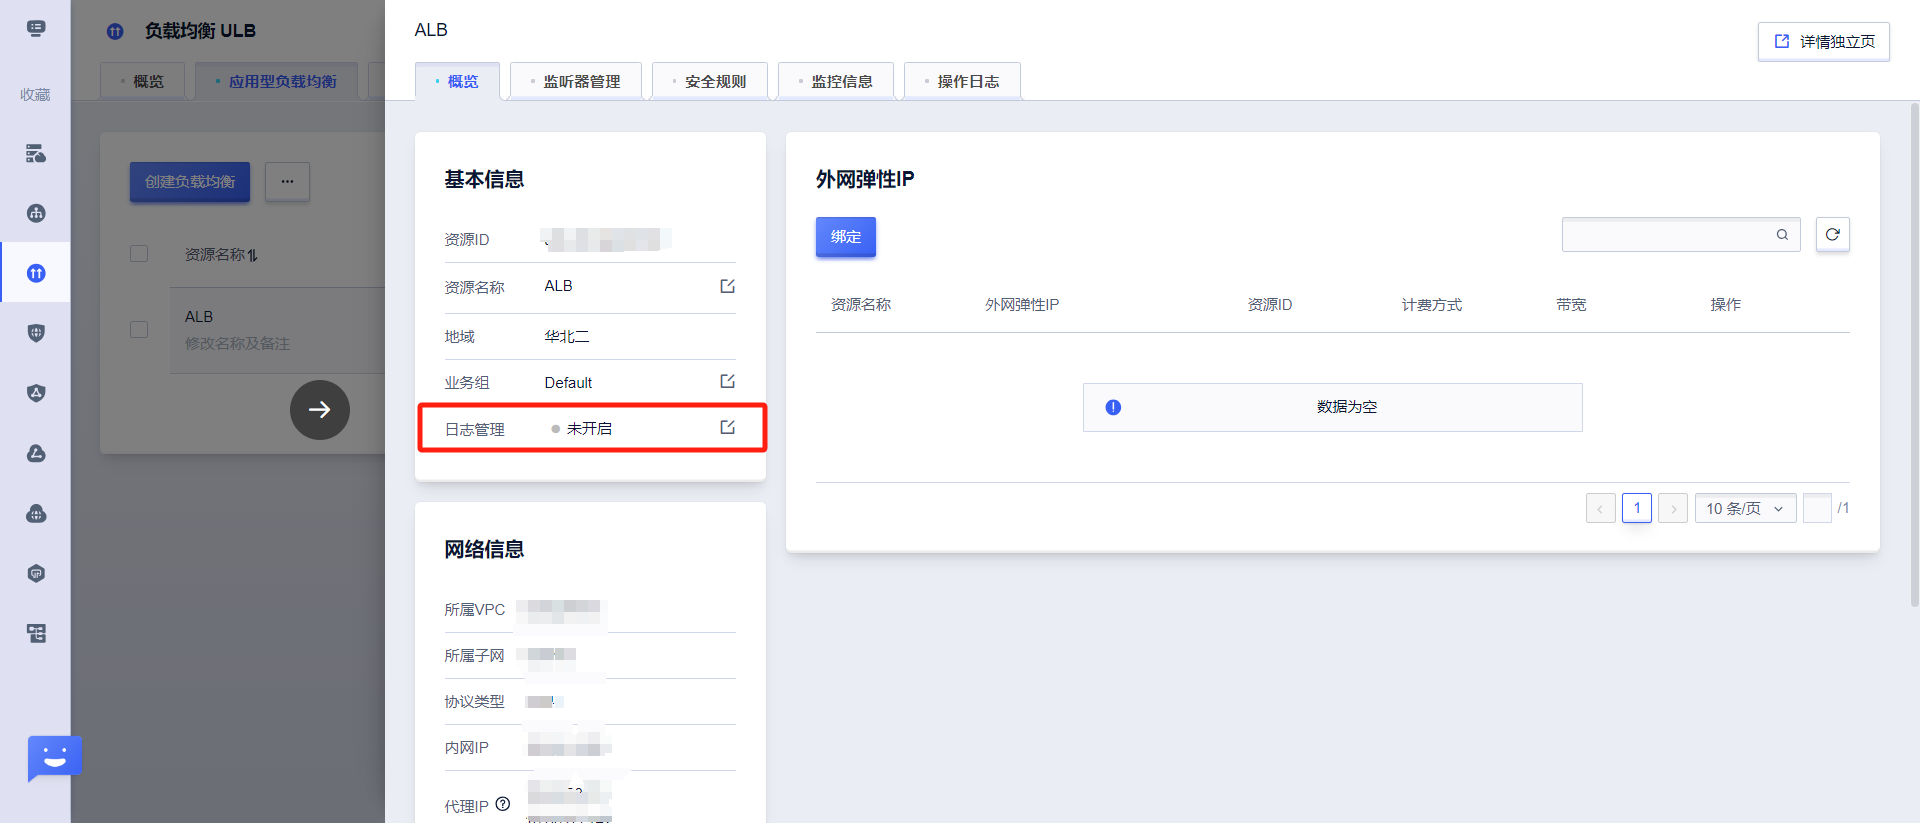 负载均衡 ULB
概览
应用型负载均衡
收藏
创建负载均衡
...
资源名称
ALB
修改名称及备注
ALB
详情独立页
概览
监听器管理
安全规则
监控信息
操作日志
基本信息
资源ID
资源名称 ALB
地域 华北二
业务组 Default
日志管理 未开启
网络信息
所属VPC
所属子网
协议类型
内网IP
代理IP
外网弹性IP
绑定
资源名称 外网弹性IP 资源ID 计费方式 带宽 操作
数据为空
1 10 条/页 /1